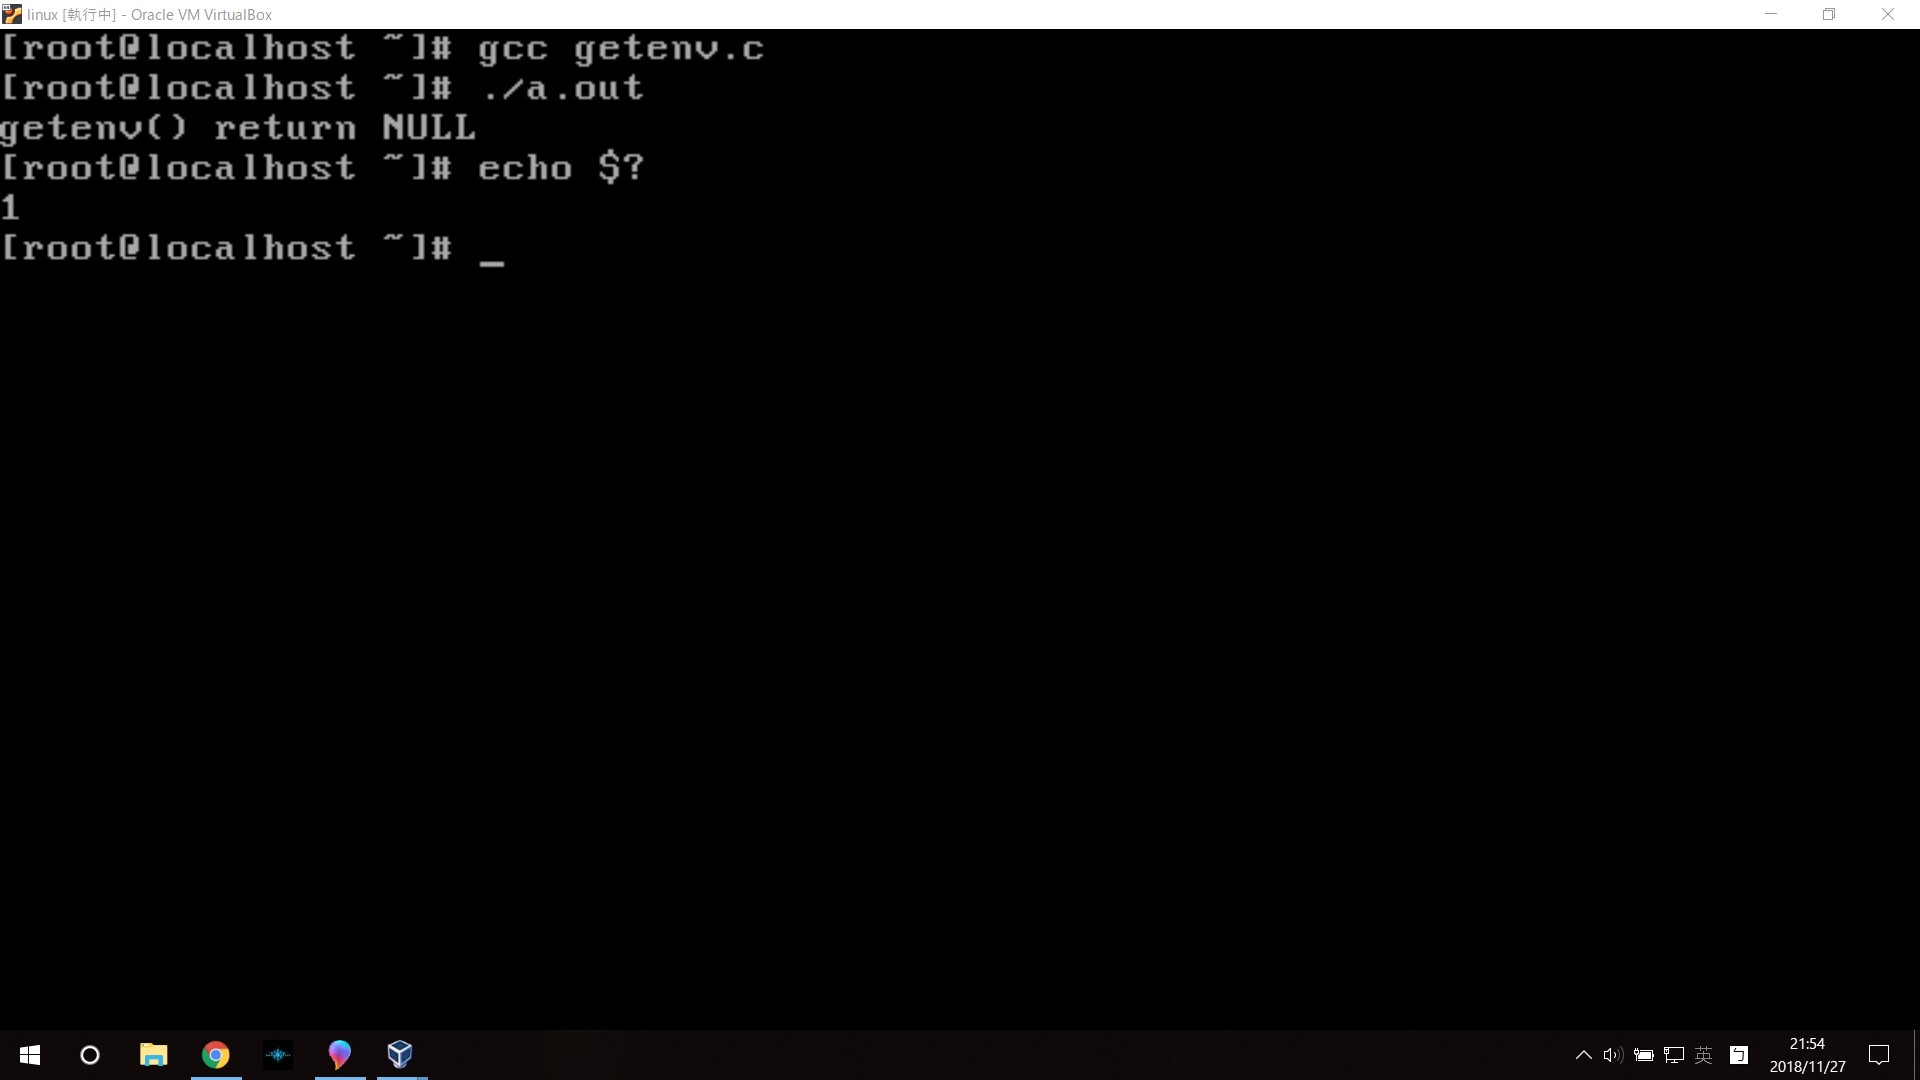 linux [執行中] - Oracle VM VirtualBox
[root@localhost ~]# gcc getenv.c
[root@localhost ~]# ./a.out
getenv() return NULL
[root@localhost ~]# echo $?
1
[root@localhost ~]# _
英
ㄅ
21:54
2018/11/27